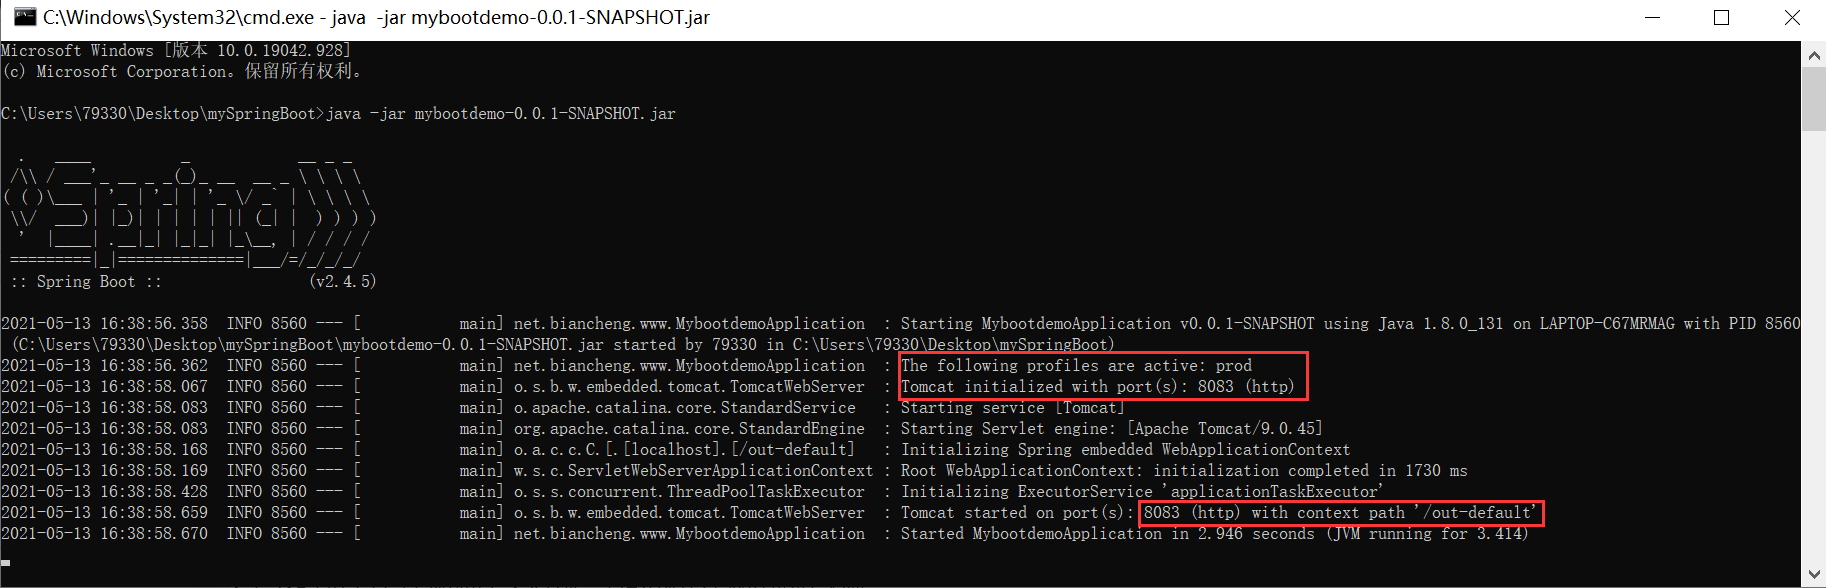 C:\Windows\System32\cmd.exe - java  -jar mybootdemo-0.0.1-SNAPSHOT.jar
Microsoft Windows [版本 10.0.19042.928]
(c) Microsoft Corporation。保留所有权利。
C:\Users\79330\Desktop\mySpringBoot>java -jar mybootdemo-0.0.1-SNAPSHOT.jar
  .   ____          _            __ _ _
 /\\ / ___'_ __ _ _(_)_ __  __ _ \ \ \ \
( ( )\___ | '_ | '_| | '_ \/ _` | \ \ \ \
 \\/  ___)| |_)| | | | | || (_| |  ) ) ) )
  '  |____| .__|_| |_|_| |_\__, | / / / /
 =========|_|==============|___/=/_/_/_/
 :: Spring Boot ::                (v2.4.5)
2021-05-13 16:38:56.358  INFO 8560 --- [           main] net.biancheng.www.MybootdemoApplication  : Starting MybootdemoApplication v0.0.1-SNAPSHOT using Java 1.8.0_131 on LAPTOP-C67MRMAG with PID 8560
 (C:\Users\79330\Desktop\mySpringBoot\mybootdemo-0.0.1-SNAPSHOT.jar started by 79330 in C:\Users\79330\Desktop\mySpringBoot)
2021-05-13 16:38:56.362  INFO 8560 --- [           main] net.biancheng.www.MybootdemoApplication  : The following profiles are active: prod
2021-05-13 16:38:58.067  INFO 8560 --- [           main] o.s.b.w.embedded.tomcat.TomcatWebServer  : Tomcat initialized with port(s): 8083 (http)
2021-05-13 16:38:58.083  INFO 8560 --- [           main] o.apache.catalina.core.StandardService   : Starting service [Tomcat]
2021-05-13 16:38:58.083  INFO 8560 --- [           main] org.apache.catalina.core.StandardEngine  : Starting Servlet engine: [Apache Tomcat/9.0.45]
2021-05-13 16:38:58.168  INFO 8560 --- [           main] o.a.c.c.C.[.[localhost].[/out-default]   : Initializing Spring embedded WebApplicationContext
2021-05-13 16:38:58.169  INFO 8560 --- [           main] w.s.c.ServletWebServerApplicationContext : Root WebApplicationContext: initialization completed in 1730 ms
2021-05-13 16:38:58.428  INFO 8560 --- [           main] o.s.s.concurrent.ThreadPoolTaskExecutor  : Initializing ExecutorService 'applicationTaskExecutor'
2021-05-13 16:38:58.659  INFO 8560 --- [           main] o.s.b.w.embedded.tomcat.TomcatWebServer  : Tomcat started on port(s): 8083 (http) with context path '/out-default'
2021-05-13 16:38:58.670  INFO 8560 --- [           main] net.biancheng.www.MybootdemoApplication  : Started MybootdemoApplication in 2.946 seconds (JVM running for 3.414)